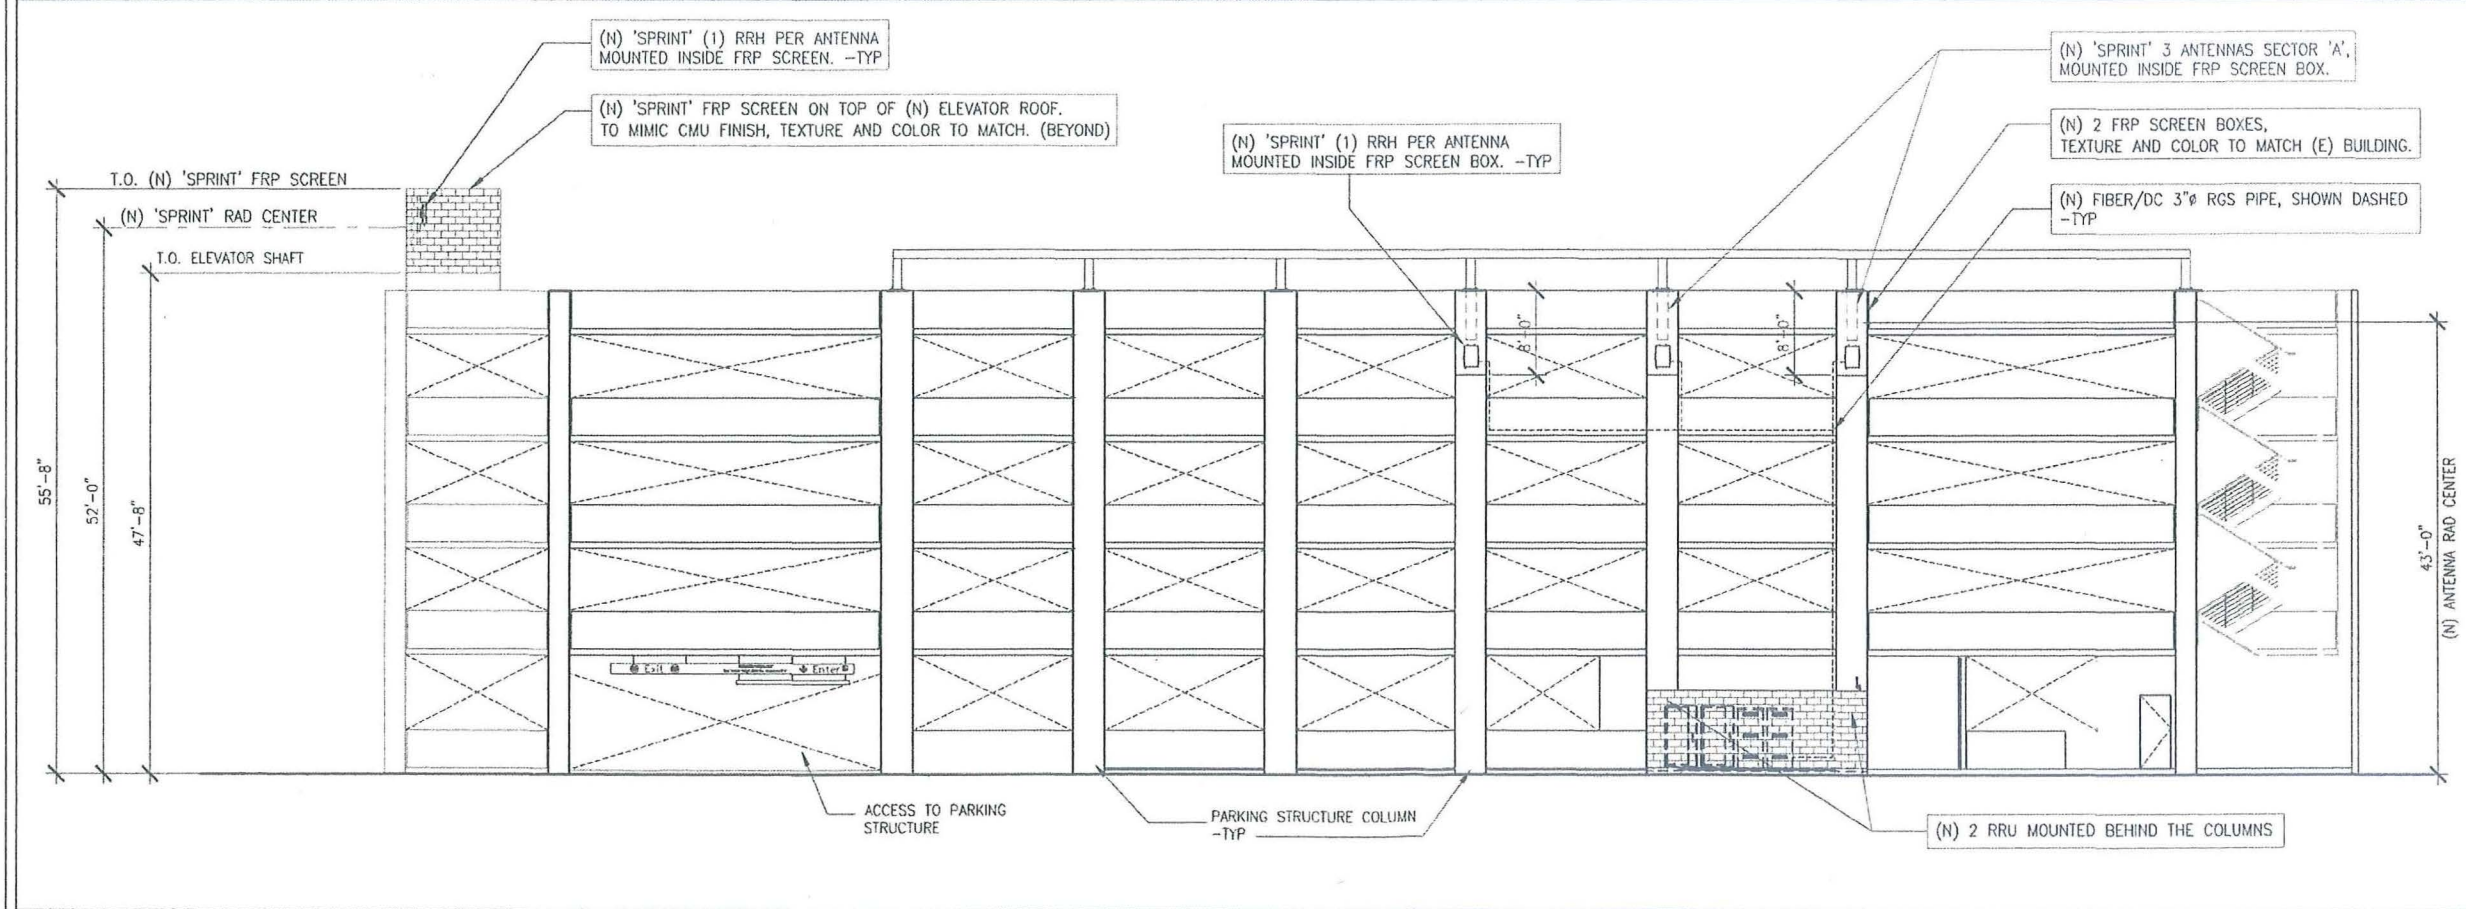 (N) 'SPRINT' (1) RRH PER ANTENNA
MOUNTED INSIDE FRP SCREEN. -TYP
(N) 'SPRINT' FRP SCREEN ON TOP OF (N) ELEVATOR ROOF.
TO MIMIC CMU FINISH, TEXTURE AND COLOR TO MATCH. (BEYOND)
(N) 'SPRINT' (1) RRH PER ANTENNA
MOUNTED INSIDE FRP SCREEN BOX. -TYP
(N) 'SPRINT' 3 ANTENNAS SECTOR 'A',
MOUNTED INSIDE FRP SCREEN BOX.
(N) 2 FRP SCREEN BOXES,
TEXTURE AND COLOR TO MATCH (E) BUILDING.
(N) FIBER/DC 3"ø RGS PIPE, SHOWN DASHED
-TYP
T.O. (N) 'SPRINT' FRP SCREEN
(N) 'SPRINT' RAD CENTER
T.O. ELEVATOR SHAFT
55'-8"
52'-0"
47'-8"
8'-0"
8'-0"
43'-0"
(N) ANTENNA RAD CENTER
Exit
Enter
ACCESS TO PARKING
STRUCTURE
PARKING STRUCTURE COLUMN
-TYP
(N) 2 RRU MOUNTED BEHIND THE COLUMNS